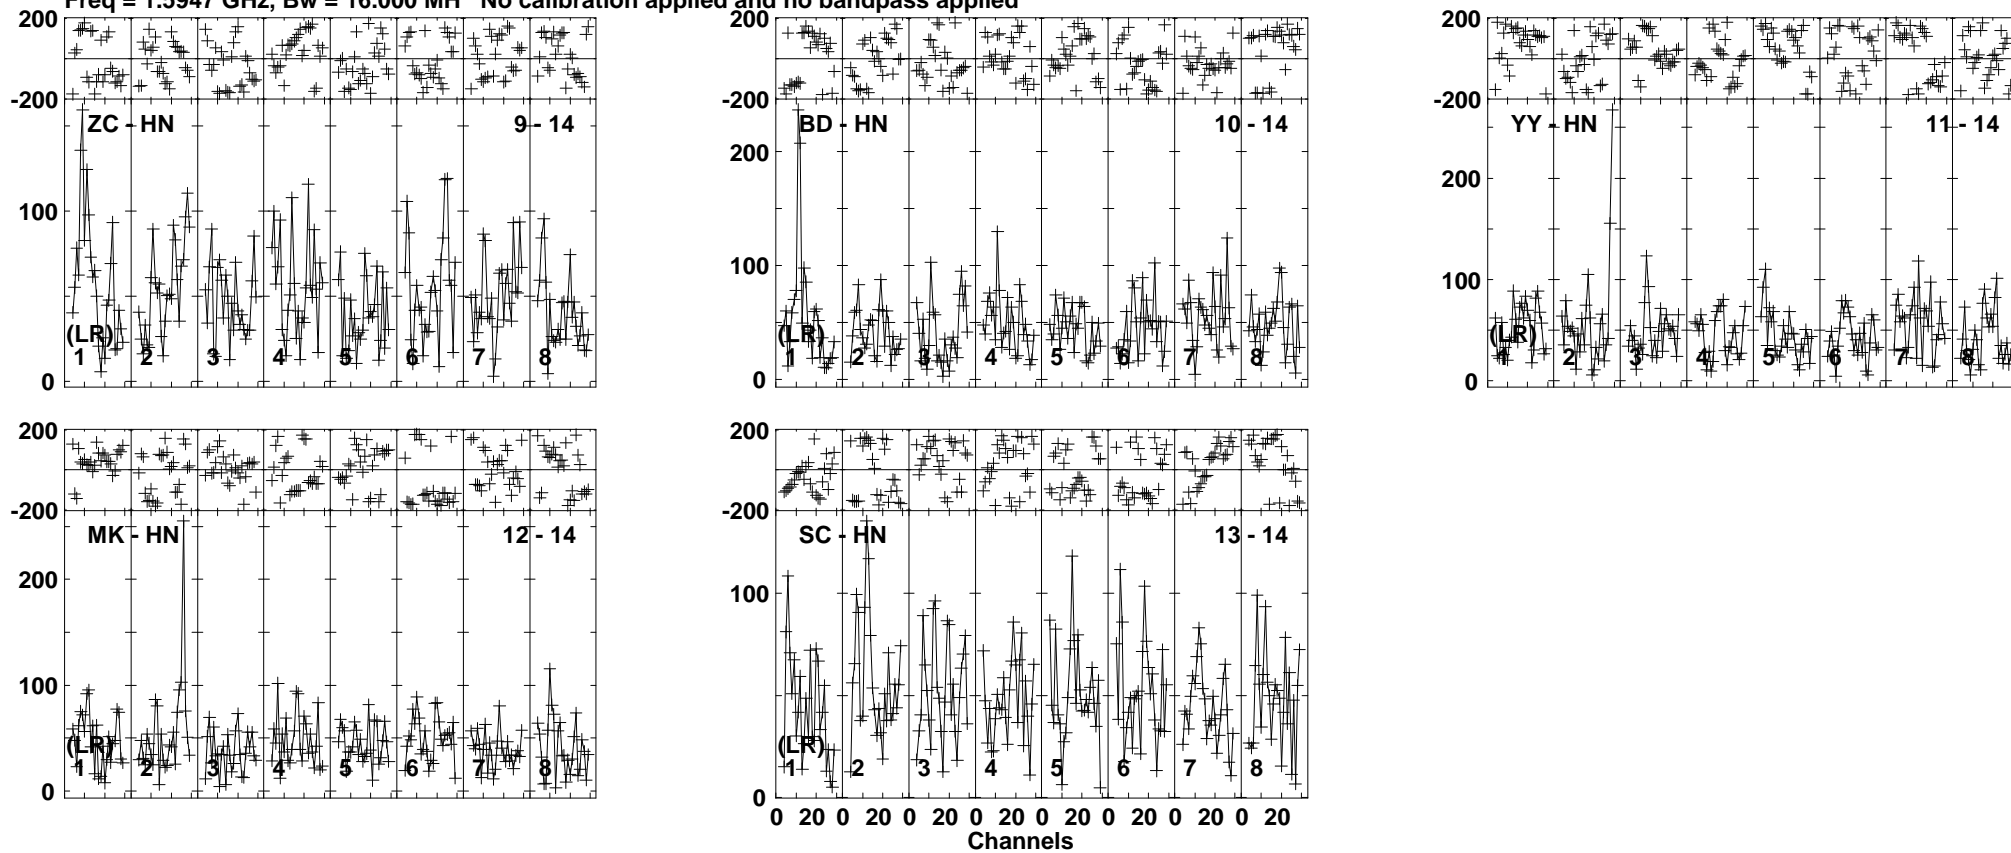 Freq = 1.5947 GHz, Bw = 16.000 MH No calibration applied and no bandpass applied
200
-200
ZC - HN 9 - 14
100
0
(LR)
1 2 3 4 5 6 7 8
200
-200
BD - HN 10 - 14
200
100
0
(LR)
1 2 3 4 5 6 7 8
200
-200
YY - HN 11 - 14
200
100
0
(LR)
1 2 3 4 5 6 7 8
200
-200
MK - HN 12 - 14
200
100
0
(LR)
1 2 3 4 5 6 7 8
200
-200
SC - HN 13 - 14
100
0
(LR)
1 2 3 4 5 6 7 8
0 20 0 20 0 20 0 20 0 20 0 20 0 20 0 20
Channels